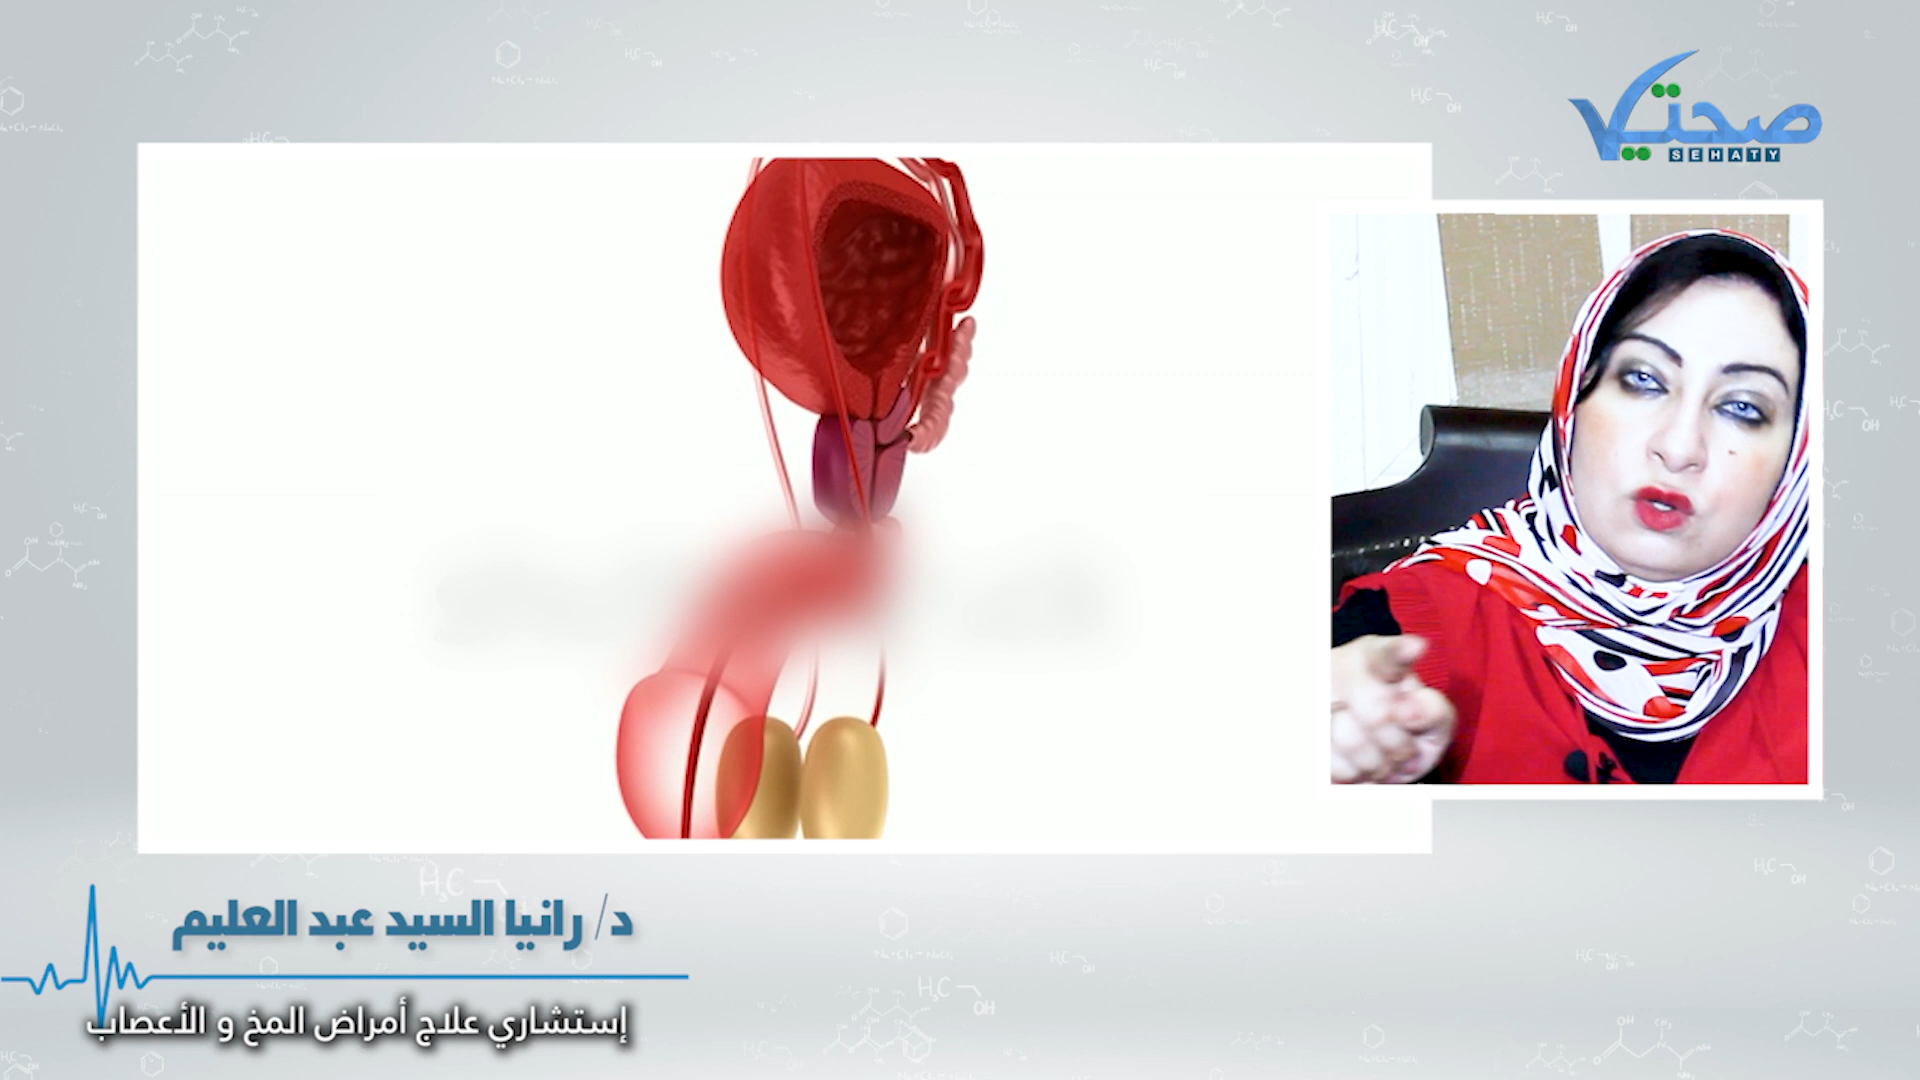 صحتي
SEHATY
د/ رانيا السيد عبد العليم
إستشاري علاج أمراض المخ و الأعصاب